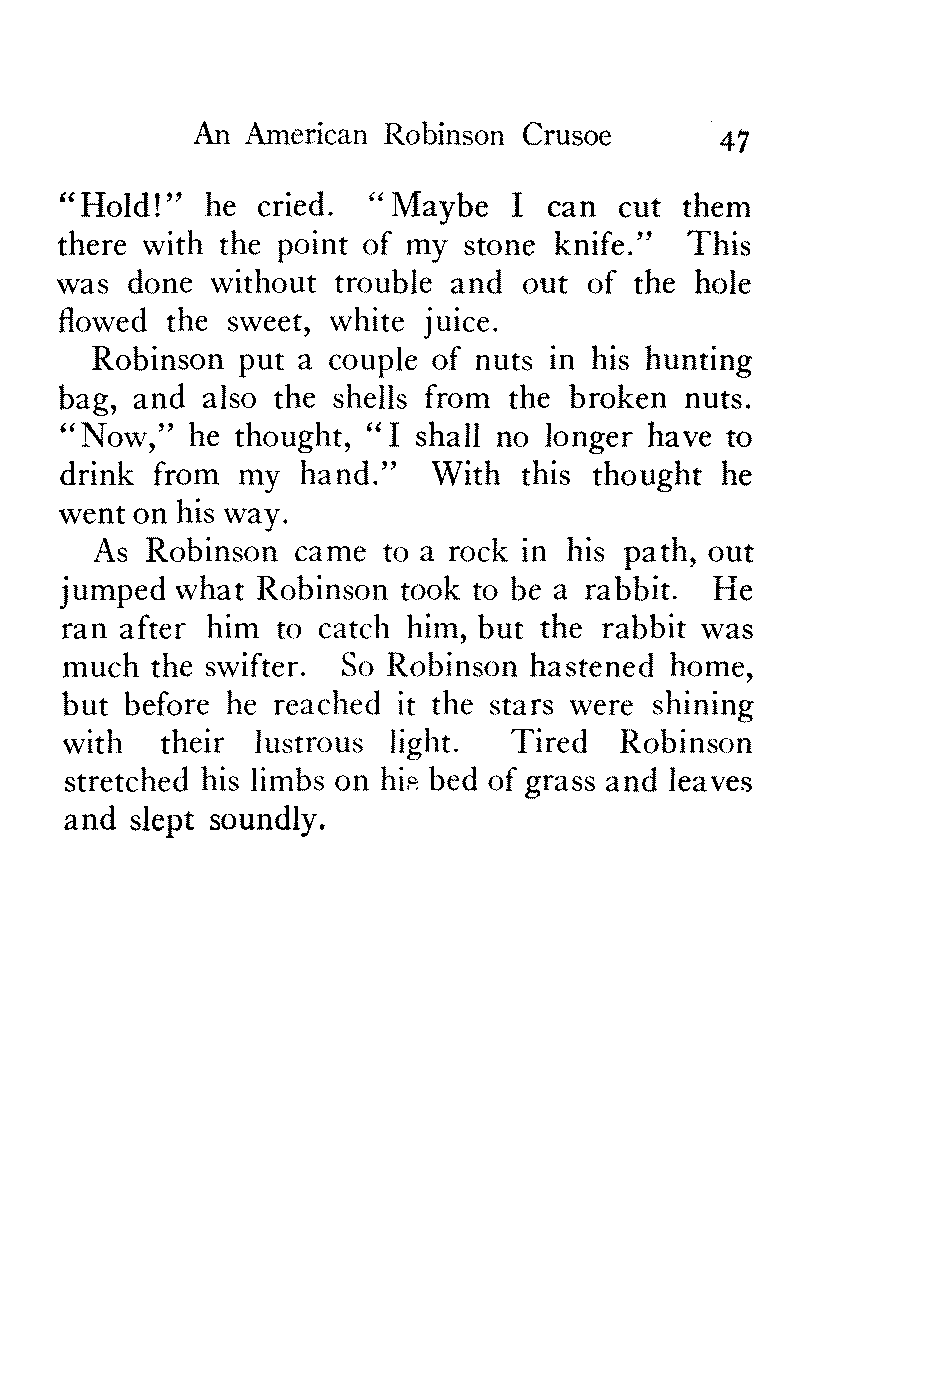 An American Robinson Crusoe 47
“Hold!” he cried. “Maybe I can cut them
there with the point of my stone knife.” This
was done without trouble and out of the hole
flowed the sweet, white juice.
Robinson put a couple of nuts in his hunting
bag, and also the shells from the broken nuts.
“Now,” he thought, “I shall no longer have to
drink from my hand.” With this thought he
went on his way.
As Robinson came to a rock in his path, out
jumped what Robinson took to be a rabbit. He
ran after him to catch him, but the rabbit was
much the swifter. So Robinson hastened home,
but before he reached it the stars were shining
with their lustrous light. Tired Robinson
stretched his limbs on his bed of grass and leaves
and slept soundly.